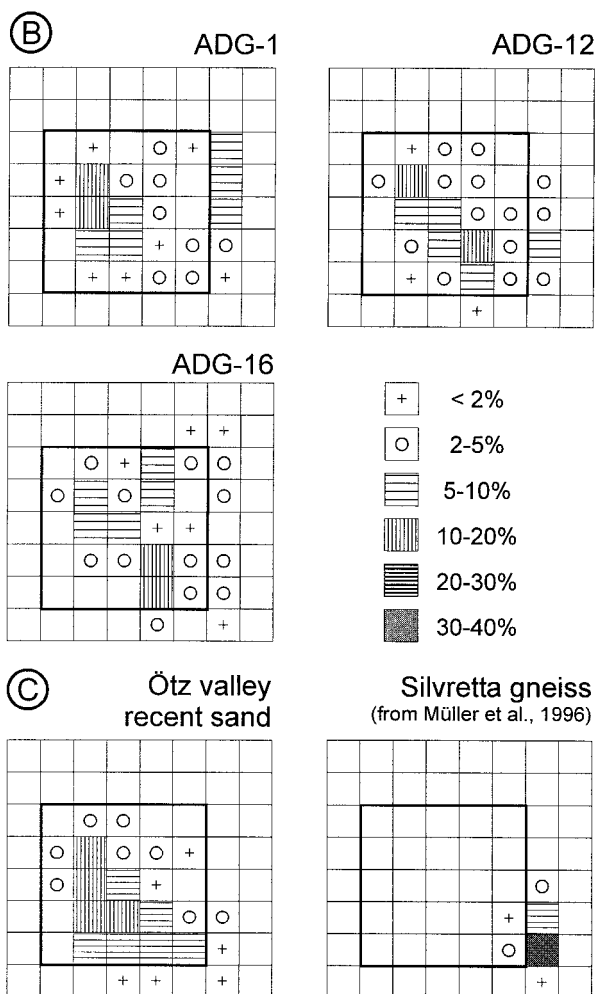 B
ADG-1
ADG-12
ADG-16
+ < 2%
O 2-5%
5-10%
10-20%
20-30%
30-40%
C
Ötz valley
recent sand
Silvretta gneiss
(from Müller et al., 1996)